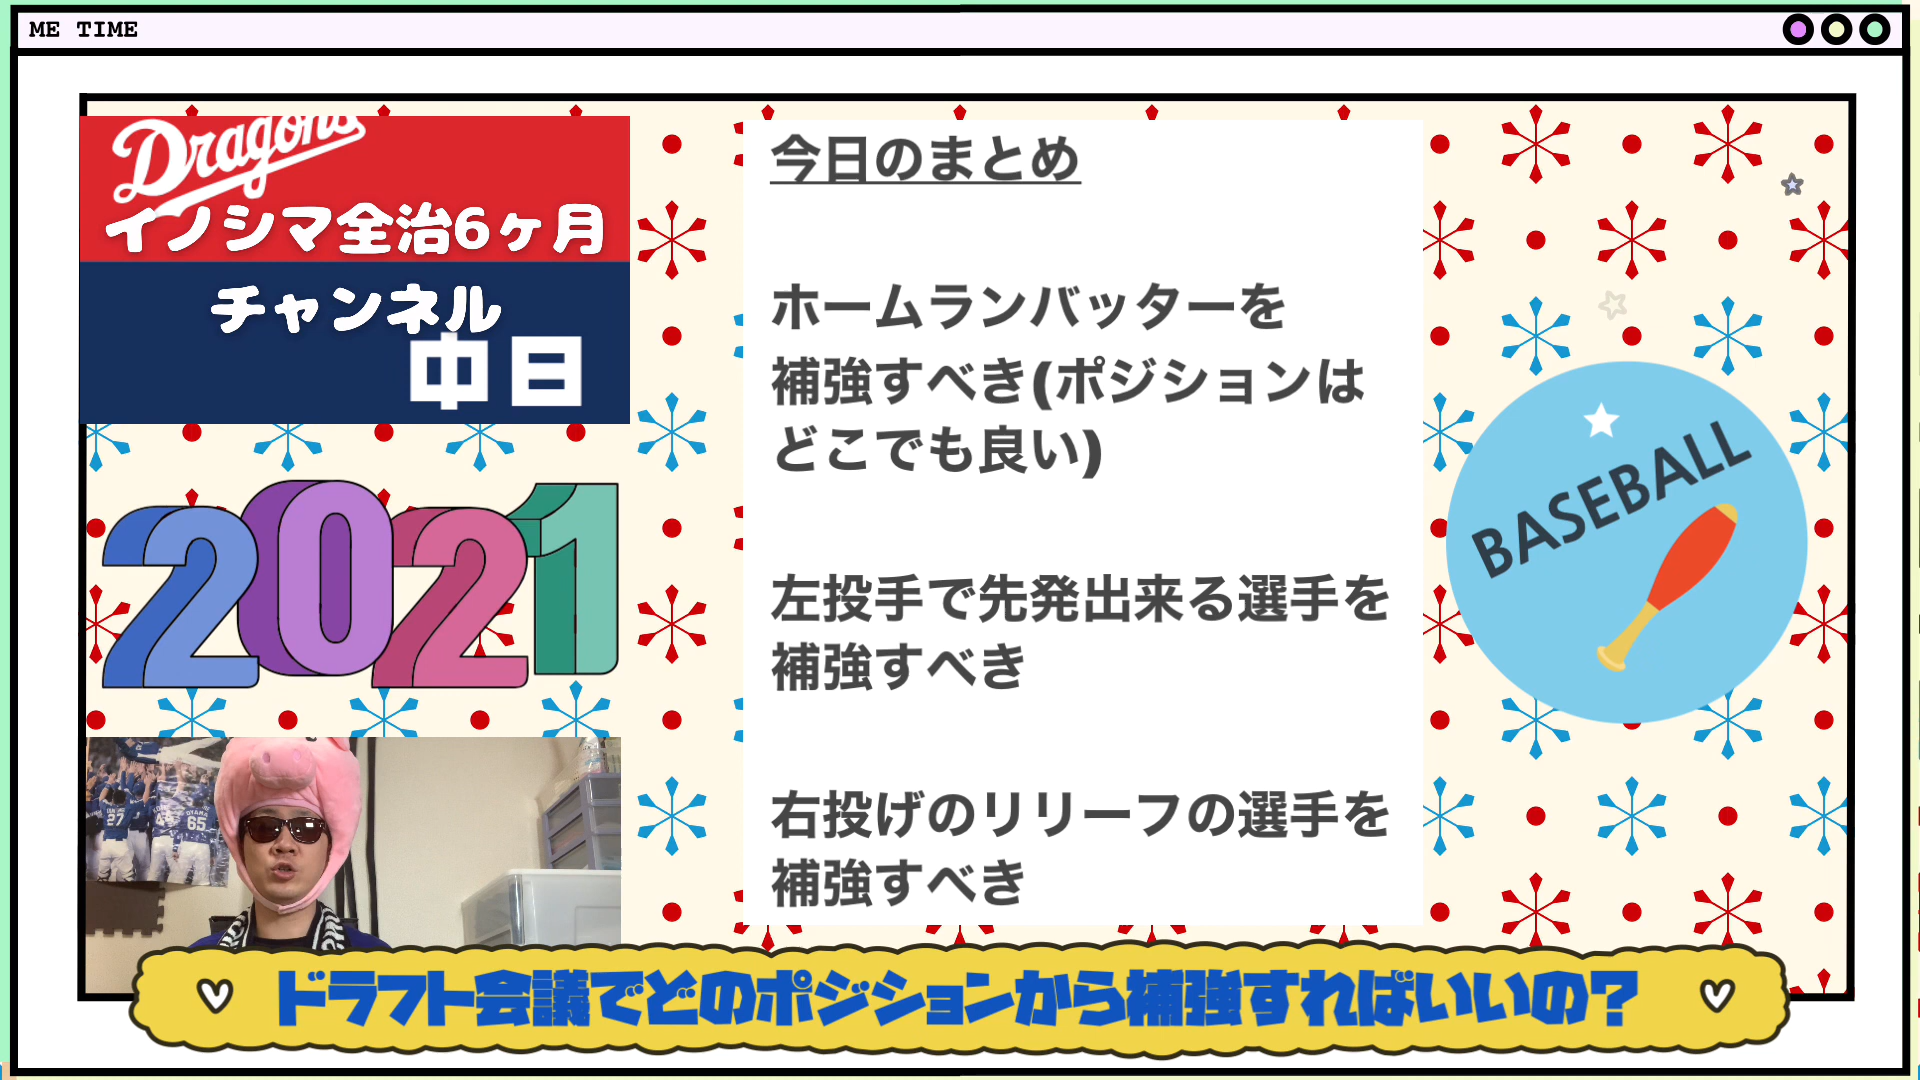 ME TIME
Dragons
イノシマ全治6ヶ月
チャンネル
中日
2021
今日のまとめ
ホームランバッターを
補強すべき(ポジションは
どこでも良い)
左投手で先発出来る選手を
補強すべき
右投げのリリーフの選手を
補強すべき
BASEBALL
27
65
ドラフト会議でどのポジションから補強すればいいの?